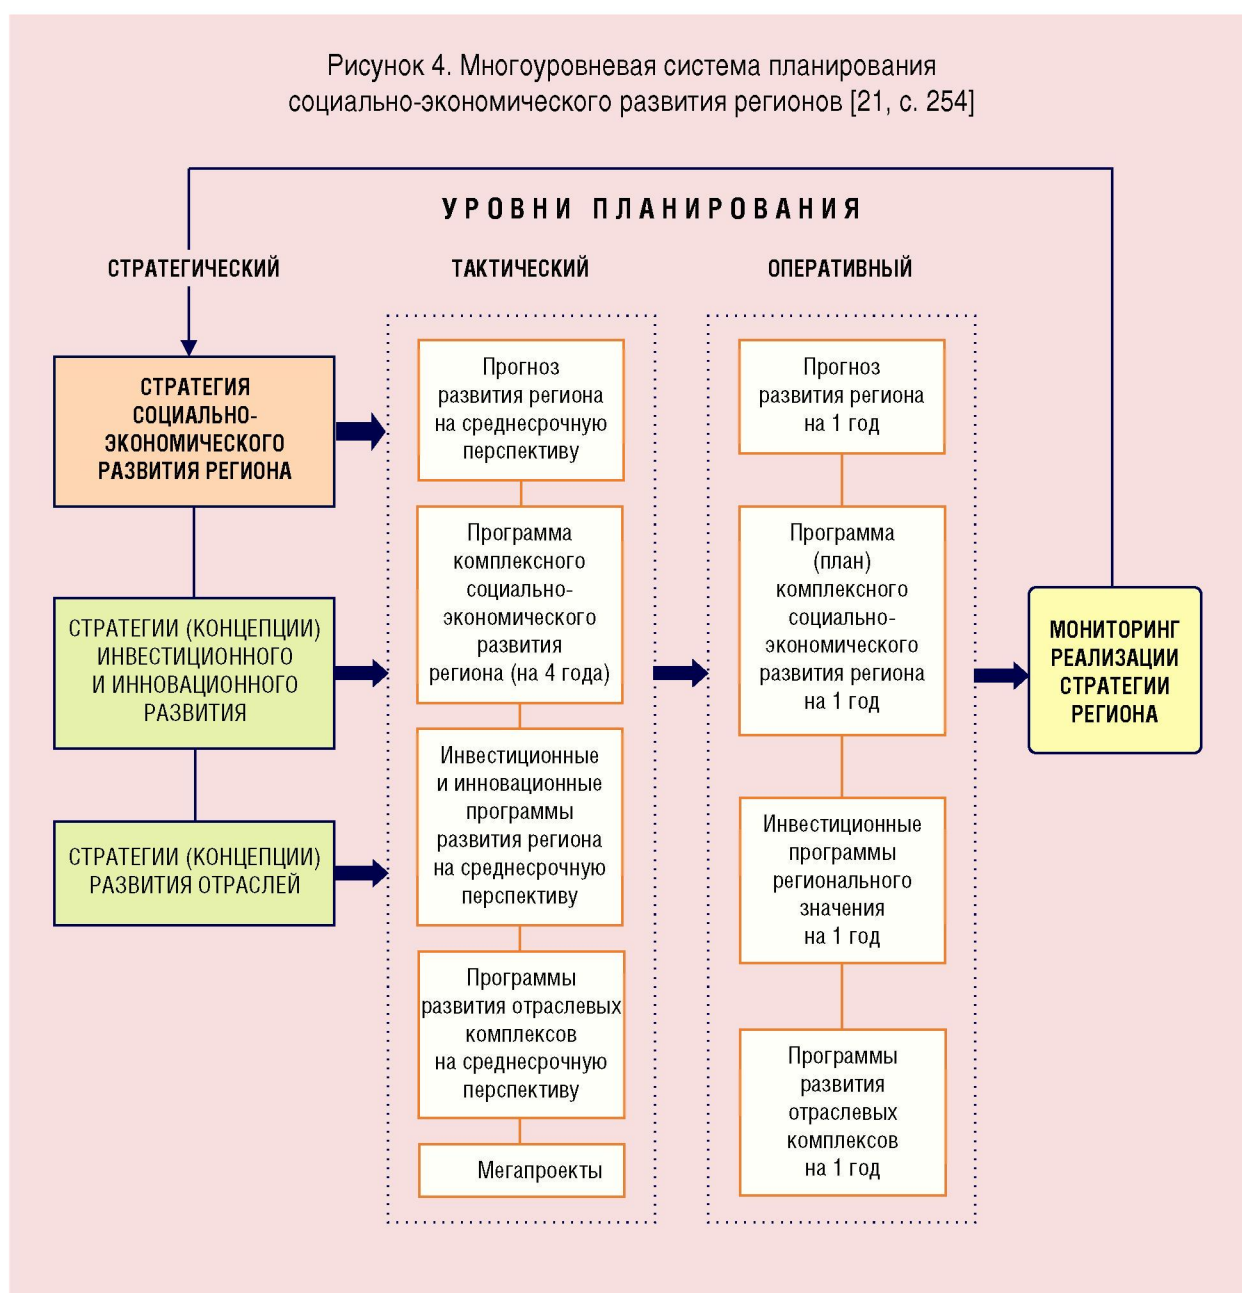 Рисунок 4. Многоуровневая система планирования
социально-экономического развития регионов [21, с. 254]
УРОВНИ ПЛАНИРОВАНИЯ
СТРАТЕГИЧЕСКИЙ
ТАКТИЧЕСКИЙ
ОПЕРАТИВНЫЙ
СТРАТЕГИЯ
СОЦИАЛЬНО-
ЭКОНОМИЧЕСКОГО
РАЗВИТИЯ РЕГИОНА
СТРАТЕГИИ (КОНЦЕПЦИИ)
ИНВЕСТИЦИОННОГО
И ИННОВАЦИОННОГО
РАЗВИТИЯ
СТРАТЕГИИ (КОНЦЕПЦИИ)
РАЗВИТИЯ ОТРАСЛЕЙ
Прогноз
развития региона
на среднесрочную
перспективу
Программа
комплексного
социально-
экономического
развития
региона (на 4 года)
Инвестиционные
и инновационные
программы
развития региона
на среднесрочную
перспективу
Программы
развития отраслевых
комплексов
на среднесрочную
перспективу
Мегапроекты
Прогноз
развития региона
на 1 год
Программа
(план)
комплексного
социально-
экономического
развития региона
на 1 год
Инвестиционные
программы
регионального
значения
на 1 год
Программы
развития
отраслевых
комплексов
на 1 год
МОНИТОРИНГ
РЕАЛИЗАЦИИ
СТРАТЕГИИ
РЕГИОНА